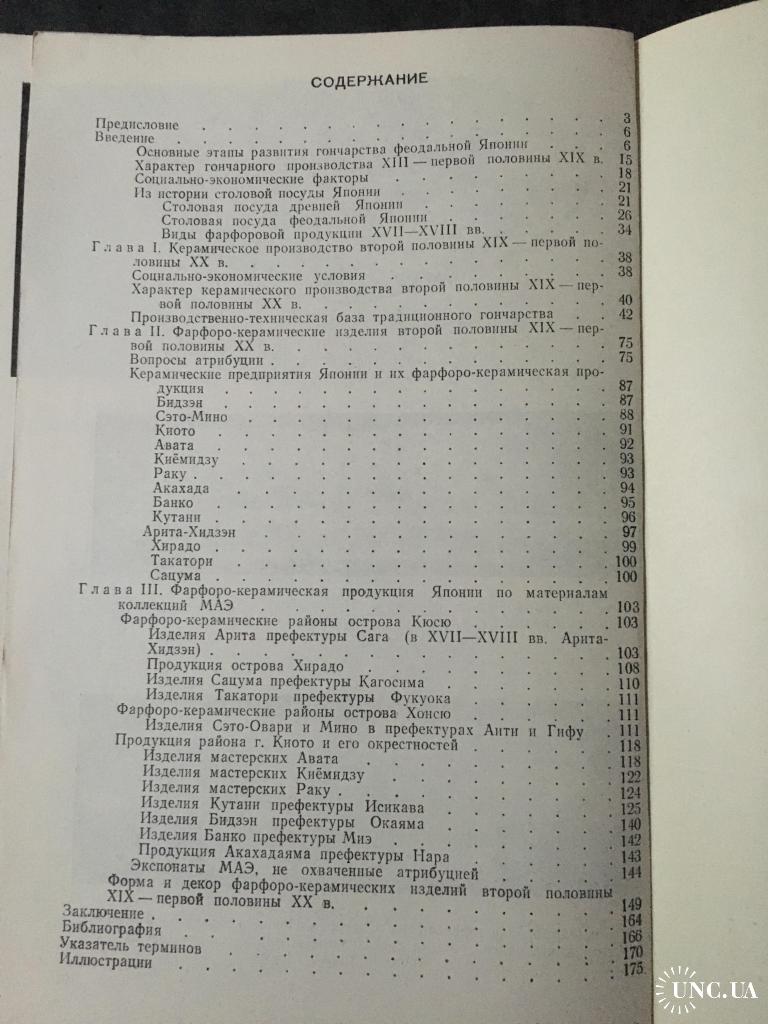 СОДЕРЖАНИЕ
Предисловие . . . . . . . . . . 3
Введение . . . . . . . . . . 6
Основные этапы развития гончарства феодальной Японии . . . 6
Характер гончарного производства XIII — первой половины XIX в. 15
Социально-экономические факторы . . . . . . 18
Из истории столовой посуды Японии . . . . . . 21
Столовая посуда древней Японии . . . . . . 21
Столовая посуда феодальной Японии . . . . . . 26
Виды фарфоровой продукции XVII—XVIII вв. . . . . 34
Глава I. Керамическое производство второй половины XIX — первой по-
ловины XX в. . . . . . . . . . 38
Социально-экономические условия . . . . . . 38
Характер керамического производства второй половины XIX — пер-
вой половины XX в. . . . . . . . . 40
Производственно-техническая база традиционного гончарства . . 42
Глава II. Фарфоро-керамические изделия второй половины XIX — пер-
вой половины XX в. . . . . . . . . 75
Вопросы атрибуции . . . . . . . . . 75
Керамические предприятия Японии и их фарфоро-керамическая про-
дукция . . . . . . . . . . 87
Бидзэн . . . . . . . . . . 87
Сэто-Мино . . . . . . . . . . 88
Киото . . . . . . . . . . 91
Авата . . . . . . . . . . 92
Киёмидзу . . . . . . . . . . 93
Раку . . . . . . . . . . 93
Акахада . . . . . . . . . . 94
Банко . . . . . . . . . . 95
Кутани . . . . . . . . . . 96
Арита-Хидзэн . . . . . . . . . . 97
Хирадо . . . . . . . . . . 99
Такатори . . . . . . . . . . 100
Сацума . . . . . . . . . . 100
Глава III. Фарфоро-керамическая продукция Японии по материалам
коллекций МАЭ . . . . . . . . . 103
Фарфоро-керамические районы острова Кюсю . . . . . 103
Изделия Арита префектуры Сага (в XVII—XVIII вв. Арита-
Хидзэн) . . . . . . . . . . 103
Продукция острова Хирадо . . . . . . . 108
Изделия Сацума префектуры Кагосима . . . . . 110
Изделия Такатори префектуры Фукуока . . . . . 111
Фарфоро-керамические районы острова Хонсю . . . . . 111
Изделия Сэто-Овари и Мино в префектурах Аити и Гифу . 111
Продукция района г. Киото и его окрестностей . . . . 118
Изделия мастерских Авата . . . . . . . 118
Изделия мастерских Киёмидзу . . . . . . 122
Изделия мастерских Раку . . . . . . . 124
Изделия Кутани префектуры Исикава . . . . . 125
Изделия Бидзэн префектуры Окаяма . . . . . 140
Изделия Банко префектуры Миэ . . . . . . 142
Продукция Акахадаяма префектуры Нара . . . . . 143
Экспонаты МАЭ, не охваченные атрибуцией . . . . 144
Форма и декор фарфоро-керамических изделий второй половины
XIX — первой половины XX в. . . . . . . 149
Заключение . . . . . . . . . . 164
Библиография . . . . . . . . . . 166
Указатель терминов . . . . . . . . . 170
Иллюстрации . . . . . . . . . . 175
UNC.UA